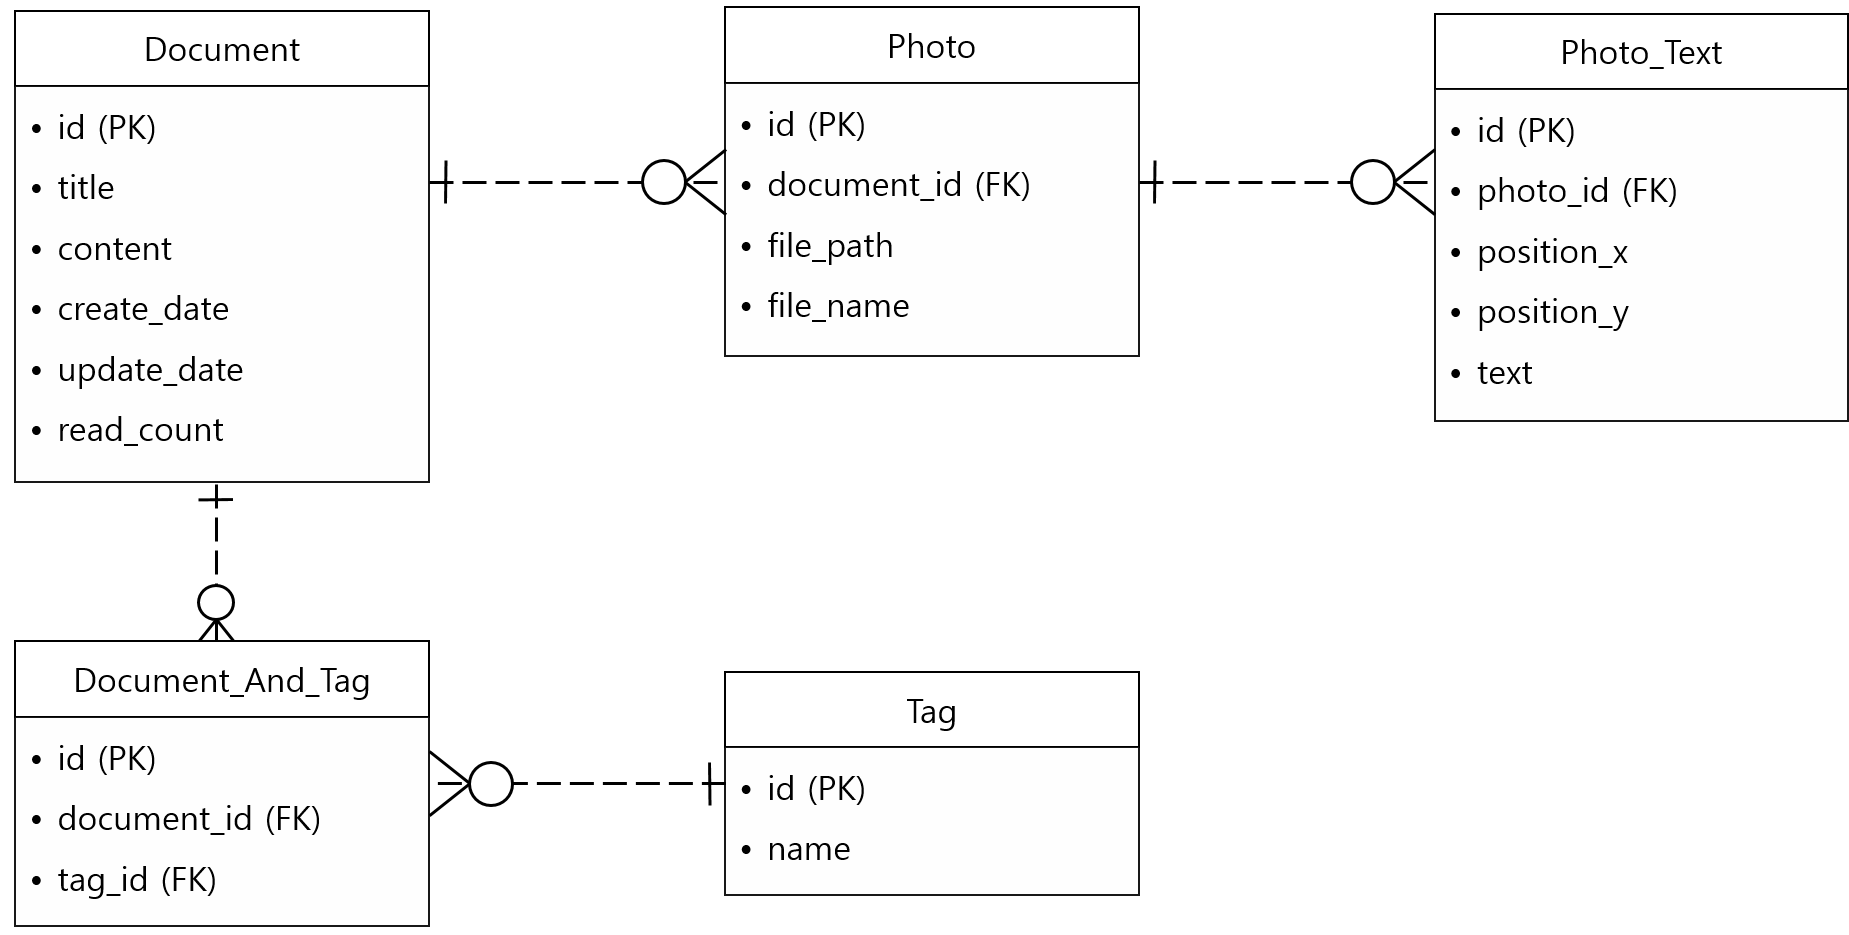 Document
• id (PK)
• title
• content
• create_date
• update_date
• read_count
Photo
• id (PK)
• document_id (FK)
• file_path
• file_name
Photo_Text
• id (PK)
• photo_id (FK)
• position_x
• position_y
• text
Document_And_Tag
• id (PK)
• document_id (FK)
• tag_id (FK)
Tag
• id (PK)
• name